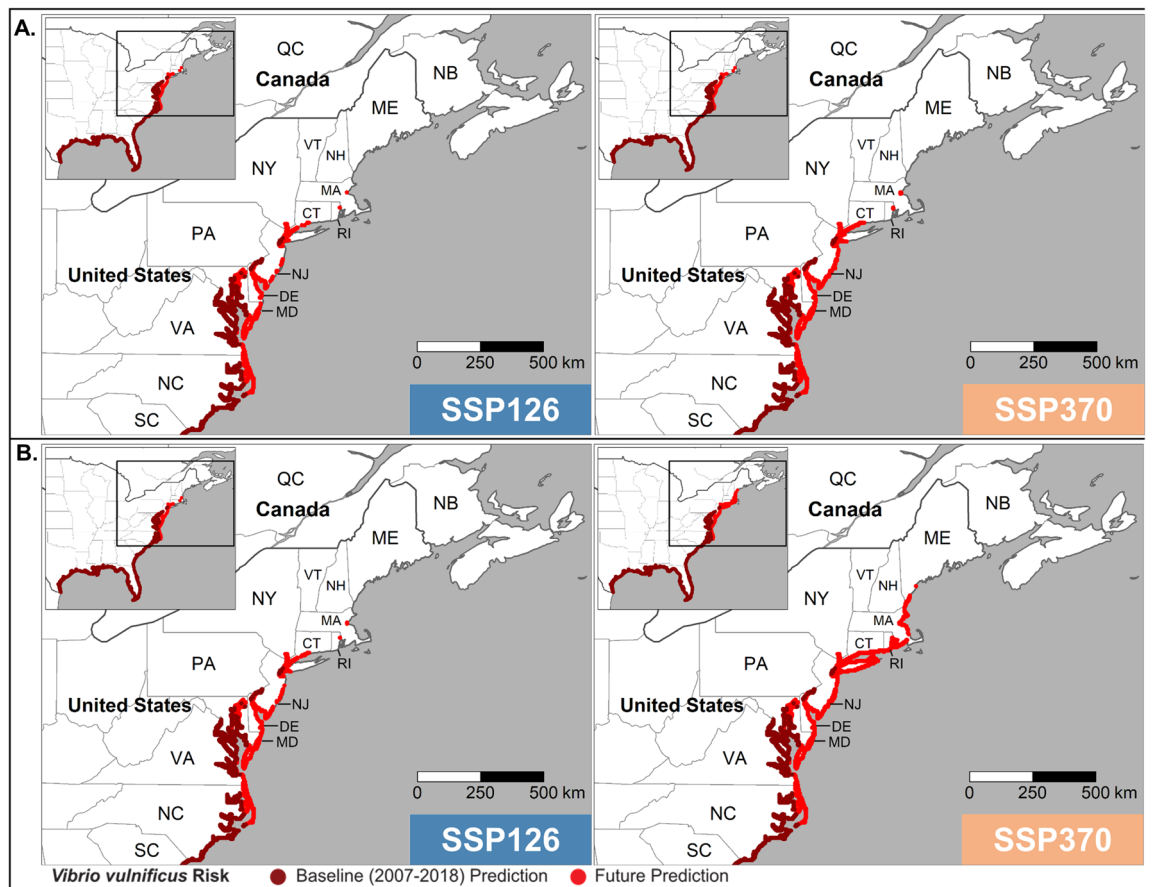 A.
QC
Canada
NB
ME
VT
NH
NY
MA
CT
RI
PA
United States
NJ
DE
MD
VA
NC
SC
0 250 500 km
SSP126
QC
Canada
NB
ME
VT
NH
NY
MA
CT
RI
PA
United States
NJ
DE
MD
VA
NC
SC
0 250 500 km
SSP370
B.
QC
Canada
NB
ME
VT
NH
NY
MA
CT
RI
PA
United States
NJ
DE
MD
VA
NC
SC
0 250 500 km
SSP126
QC
Canada
NB
ME
VT
NH
NY
MA
CT
RI
PA
United States
NJ
DE
MD
VA
NC
SC
0 250 500 km
SSP370
Vibrio vulnificus Risk Baseline (2007-2018) Prediction Future Prediction